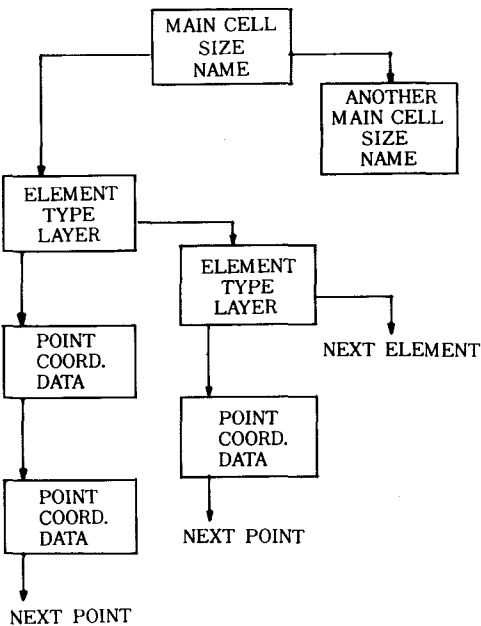 MAIN CELL
SIZE
NAME
ANOTHER
MAIN CELL
SIZE
NAME
ELEMENT
TYPE
LAYER
ELEMENT
TYPE
LAYER
POINT
COORD.
DATA
NEXT ELEMENT
POINT
COORD.
DATA
POINT
COORD.
DATA
NEXT POINT
NEXT POINT